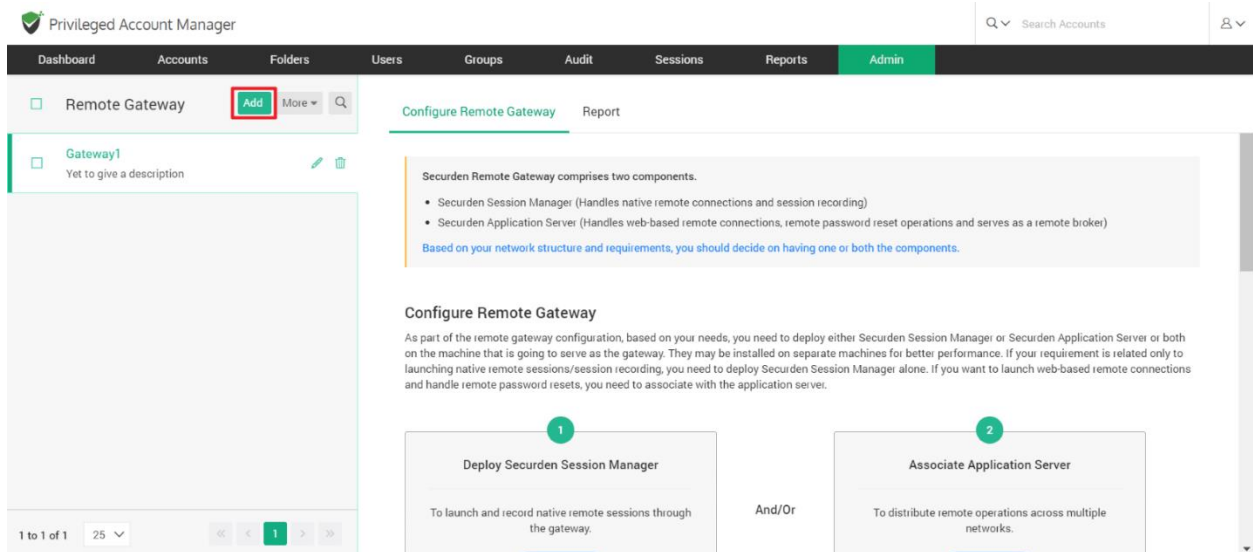 Privileged Account Manager
Search Accounts
Dashboard Accounts Folders Users Groups Audit Sessions Reports Admin
Remote Gateway Add More
Configure Remote Gateway Report
Gateway1
Yet to give a description
Securden Remote Gateway comprises two components.
• Securden Session Manager (Handles native remote connections and session recording)
• Securden Application Server (Handles web-based remote connections, remote password reset operations and serves as a remote broker)
Based on your network structure and requirements, you should decide on having one or both the components.
Configure Remote Gateway
As part of the remote gateway configuration, based on your needs, you need to deploy either Securden Session Manager or Securden Application Server or both
on the machine that is going to serve as the gateway. They may be installed on separate machines for better performance. If your requirement is related only to
launching native remote sessions/session recording, you need to deploy Securden Session Manager alone. If you want to launch web-based remote connections
and handle remote password resets, you need to associate with the application server.
1
Deploy Securden Session Manager
To launch and record native remote sessions through
the gateway.
And/Or
2
Associate Application Server
To distribute remote operations across multiple
networks.
1 to 1 of 1 25 « < 1 > »